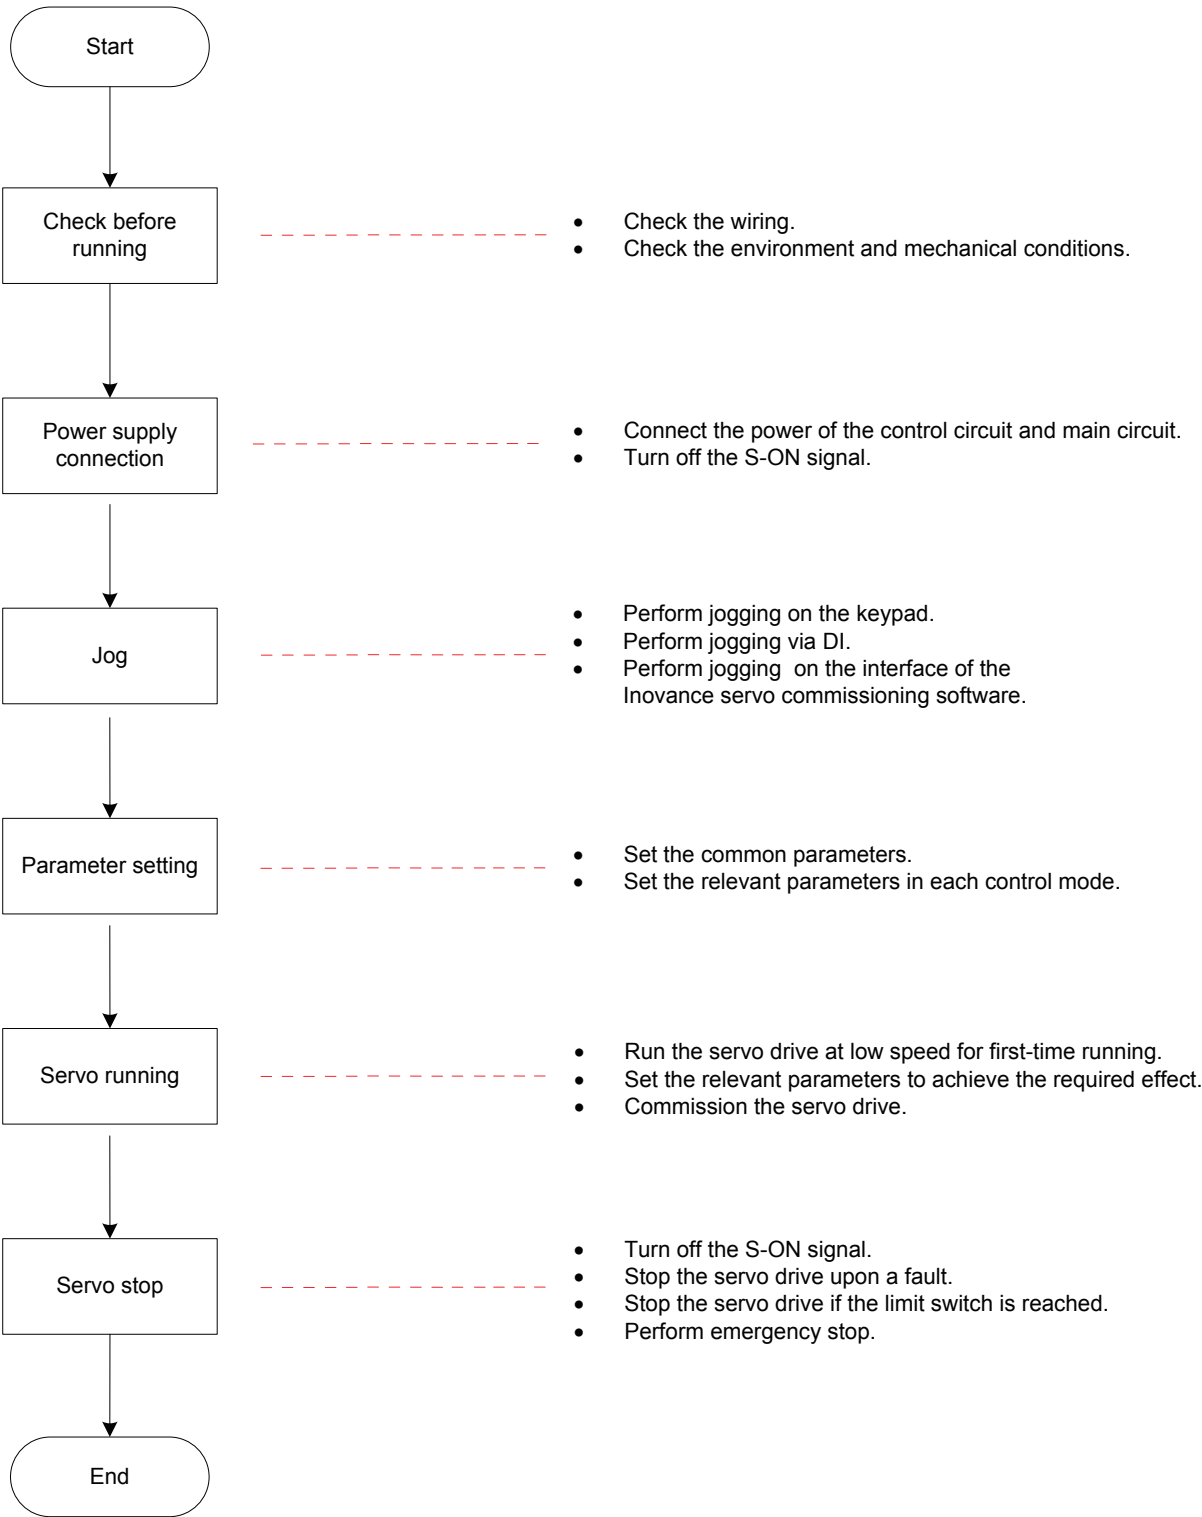 Start
Check before
running
• Check the wiring.
• Check the environment and mechanical conditions.
Power supply
connection
• Connect the power of the control circuit and main circuit.
• Turn off the S-ON signal.
Jog
• Perform jogging on the keypad.
• Perform jogging via DI.
• Perform jogging  on the interface of the
Inovance servo commissioning software.
Parameter setting
• Set the common parameters.
• Set the relevant parameters in each control mode.
Servo running
• Run the servo drive at low speed for first-time running.
• Set the relevant parameters to achieve the required effect.
• Commission the servo drive.
Servo stop
• Turn off the S-ON signal.
• Stop the servo drive upon a fault.
• Stop the servo drive if the limit switch is reached.
• Perform emergency stop.
End